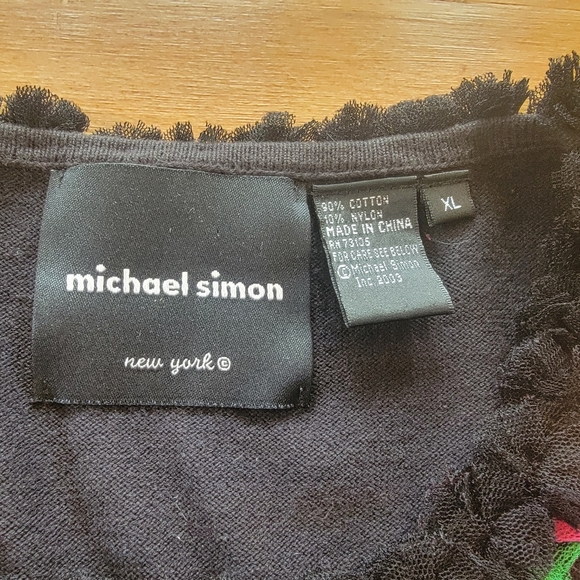 michael simon
new york ©
90% COTTON
10% NYLON
MADE IN CHINA
RN 73105
FOR CARE SEE BELOW
© Michael Simon
Inc 2003
XL